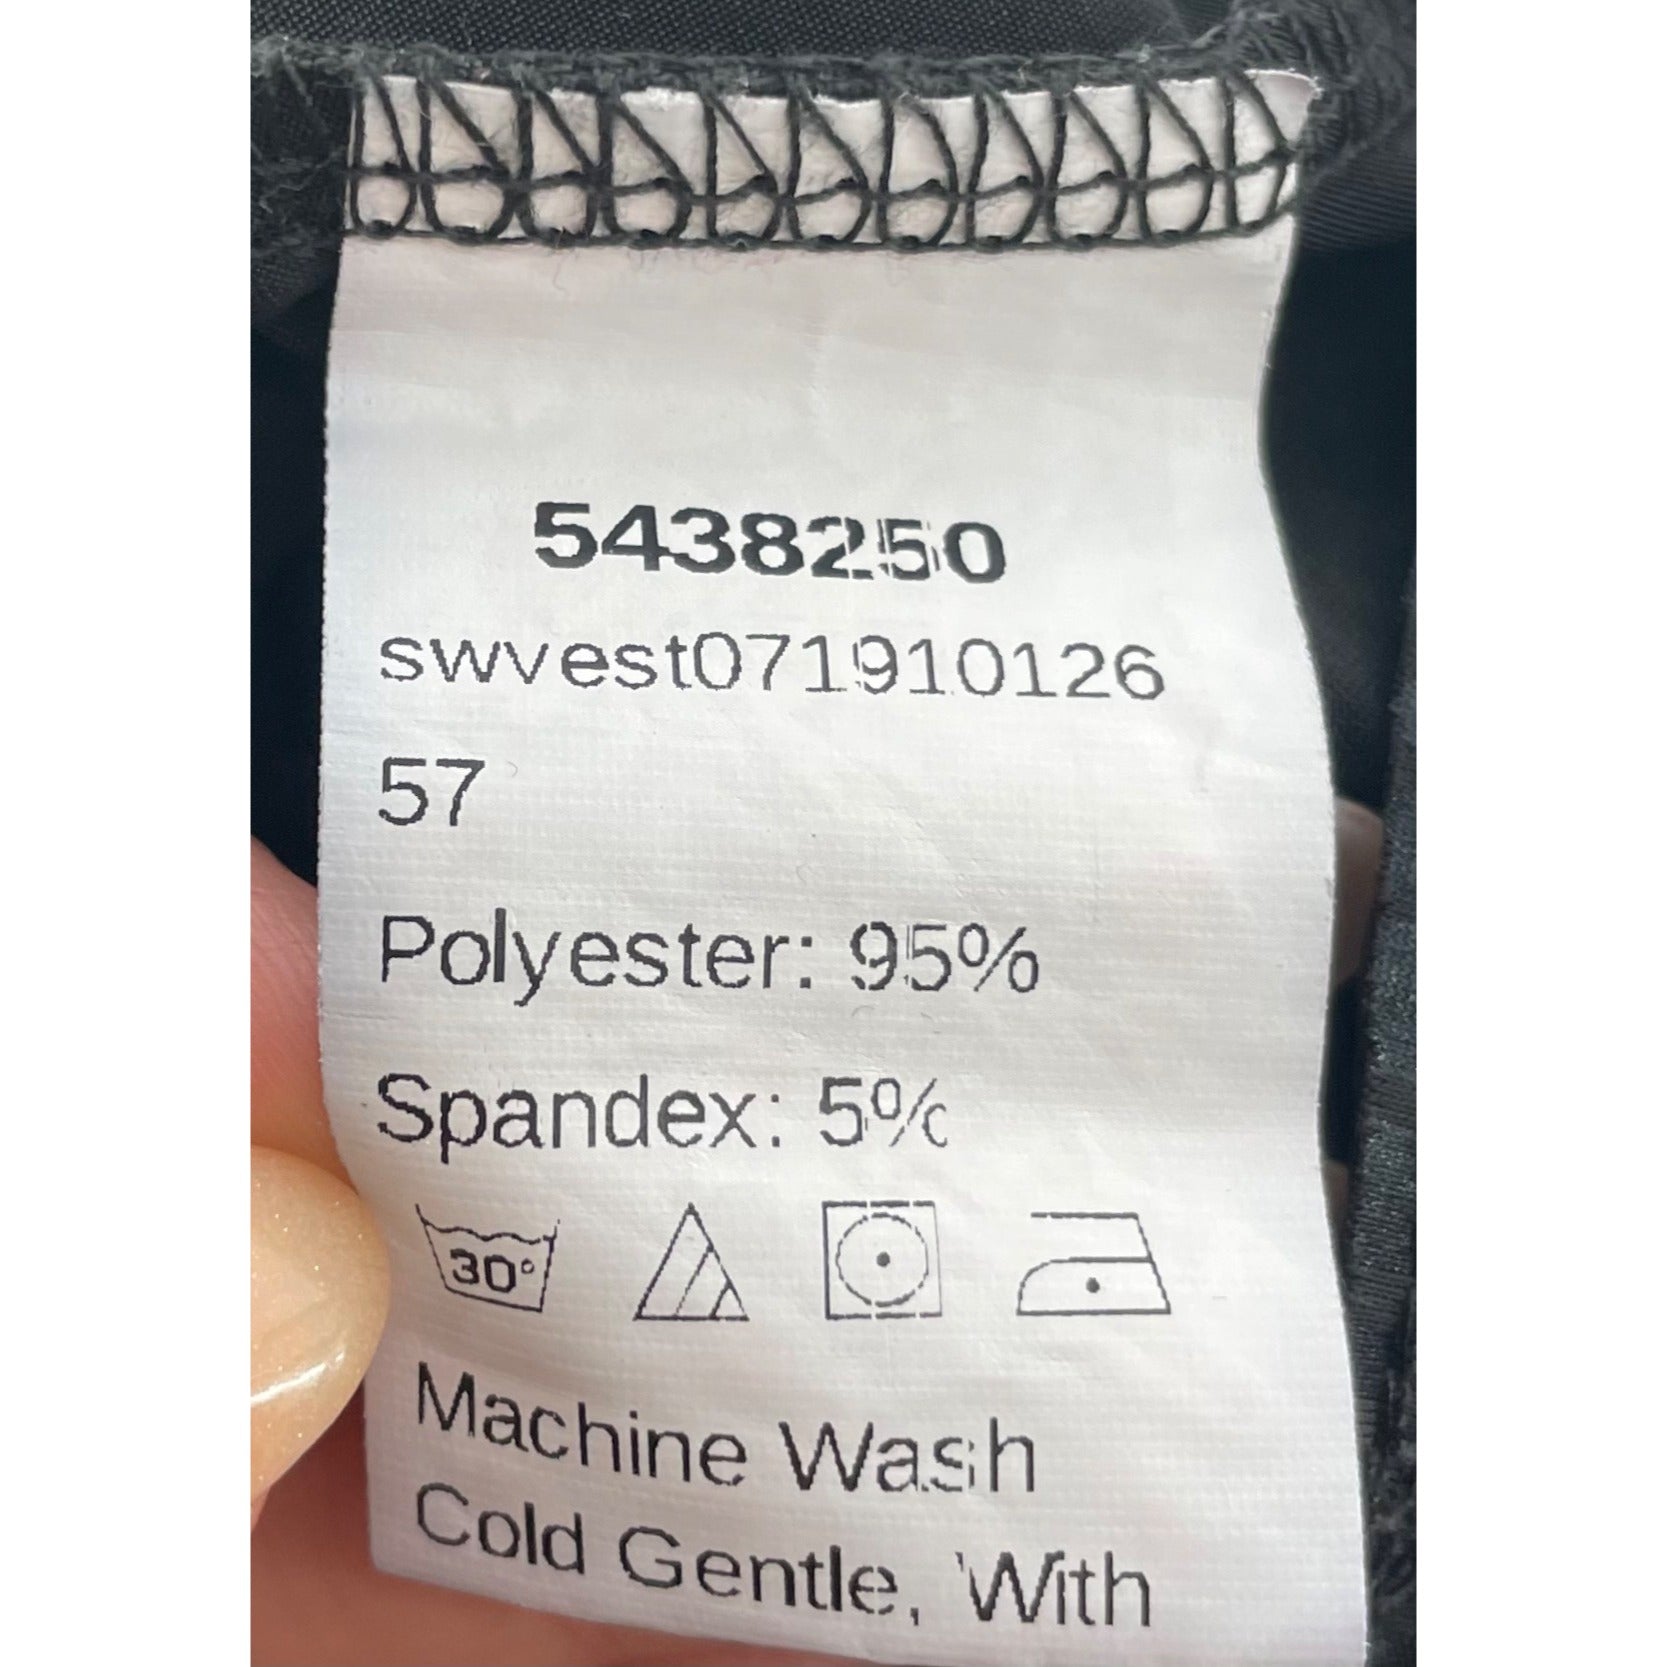 5438250
swvest071910126
57
Polyester: 95%
Spandex: 5%
30°
Machine Wash
Cold Gentle, With